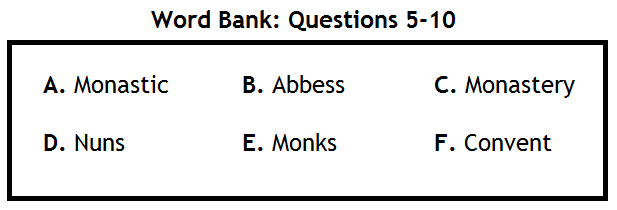 Word Bank: Questions 5-10
A. Monastic B. Abbess C. Monastery
D. Nuns E. Monks F. Convent